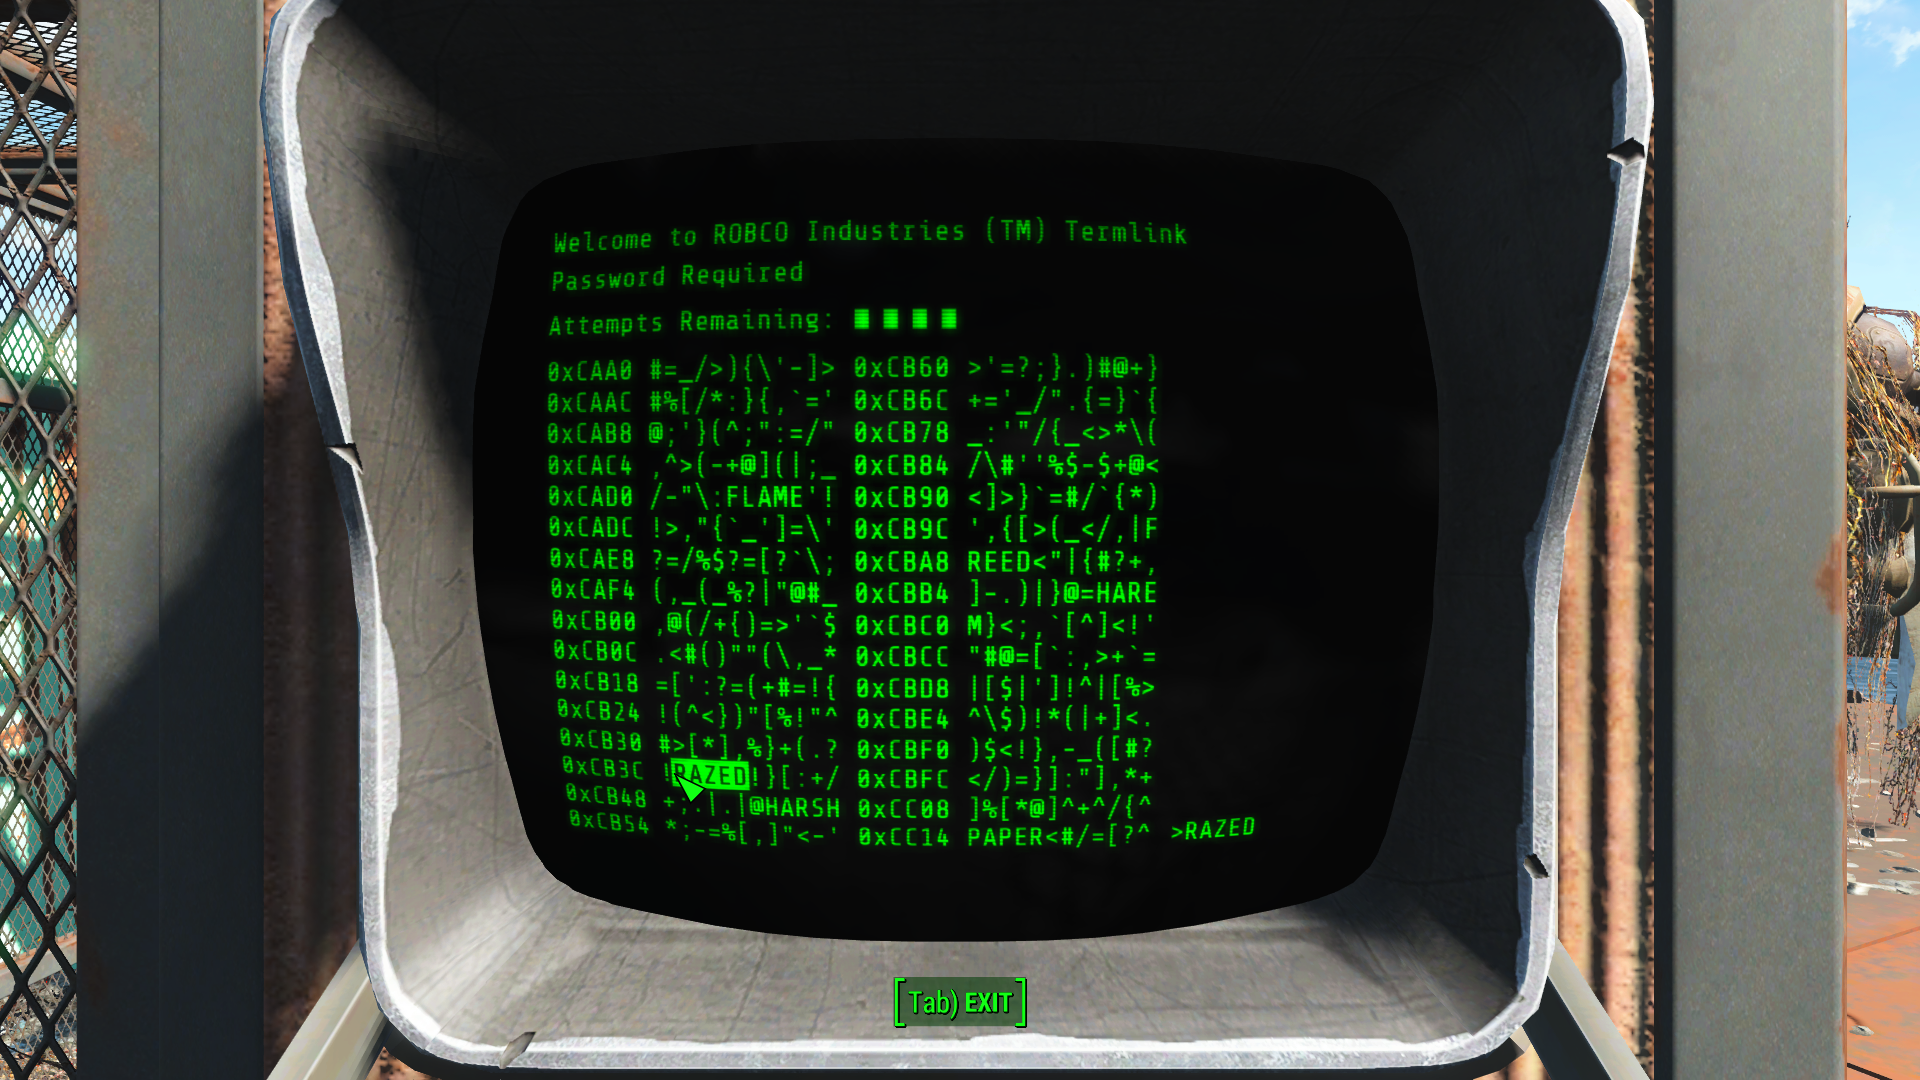 Welcome to ROBCO Industries (TM) Termlink
Password Required
Attempts Remaining:
0xCAA0 #=_/>){\'-]> 0xCB60 >'=?;}.)#@+}
0xCAAC #%[/*:}{,`=' 0xCB6C +='_/".{=}`{
0xCAB8 @;'}(^;":=/" 0xCB78 _:'"/{_<>*\(
0xCAC4 ,^>(-+@](|;_ 0xCB84 /\#''%$-$+@<
0xCAD0 /-"\:FLAME'! 0xCB90 <]>}`=#/`{*)
0xCADC !>,"{`_']=\' 0xCB9C ',{[>(_</,|F
0xCAE8 ?=/%$?=[?`\; 0xCBA8 REED<"|{#?+,
0xCAF4 (,_(_%?|"@#_ 0xCBB4 ]-.)|}@=HARE
0xCB00 ,@(/+{)=>'`$ 0xCBC0 M}<;,`[^]<!'
0xCB0C .<#()""(\,_* 0xCBCC "#@=[`:,>+`=
0xCB18 =[':?=(+#=!{ 0xCBD8 |[$|']!^|[%>
0xCB24 !(^<})"[%!"^ 0xCBE4 ^\$)!*(|+]<.
0xCB30 #>[*],%}+(.? 0xCBF0 )$<!},-_([#?
0xCB3C !RAZED!}[:+/ 0xCBFC </)=}]:"],*+
0xCB48 +;.|.|@HARSH 0xCC08 ]%[*@]^+^/{^
0xCB54 *;-=%[,]"<-' 0xCC14 PAPER<#/=[?^ >RAZED
Tab) EXIT